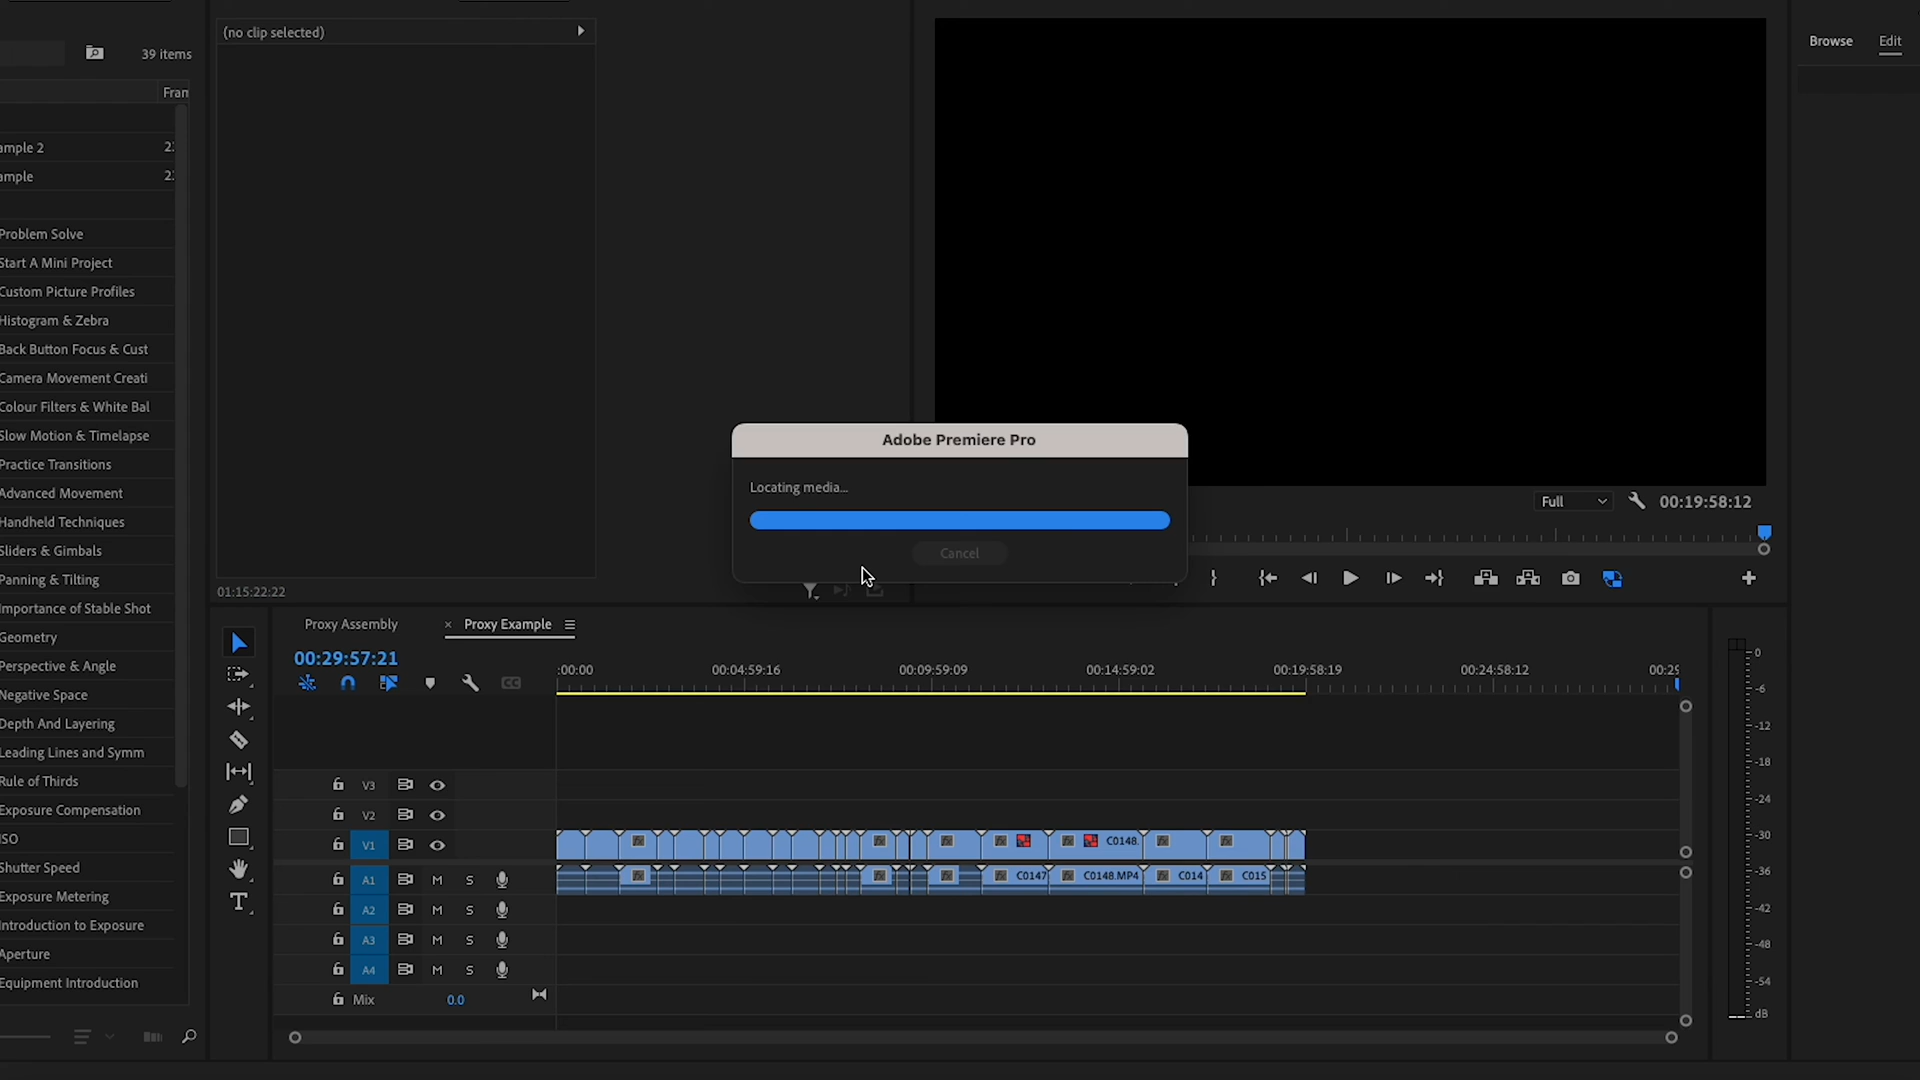 (no clip selected)
Browse
Edit
39 items
Fran
ample 2
ample
Problem Solve
Start A Mini Project
Custom Picture Profiles
Histogram & Zebra
Back Button Focus & Cust
Camera Movement Creati
Colour Filters & White Bal
Slow Motion & Timelapse
Practice Transitions
Advanced Movement
Handheld Techniques
Sliders & Gimbals
Panning & Tilting
Importance of Stable Shot
Geometry
Perspective & Angle
Negative Space
Depth And Layering
Leading Lines and Symm
Rule of Thirds
Exposure Compensation
ISO
Shutter Speed
Exposure Metering
Introduction to Exposure
Aperture
Equipment Introduction
Adobe Premiere Pro
Locating media...
Cancel
Full
00:19:58:12
01:15:22:22
Proxy Assembly
× Proxy Example
00:29:57:21
:00:00
00:04:59:16
00:09:59:09
00:14:59:02
00:19:58:19
00:24:58:12
00:29
V3
V2
V1
C0148.
A1 M S
C0147
C0148.MP4
C014
C015
A2 M S
A3 M S
A4 M S
Mix 0.0
0
-6
-12
-18
-24
-30
-36
-42
-48
-54
dB